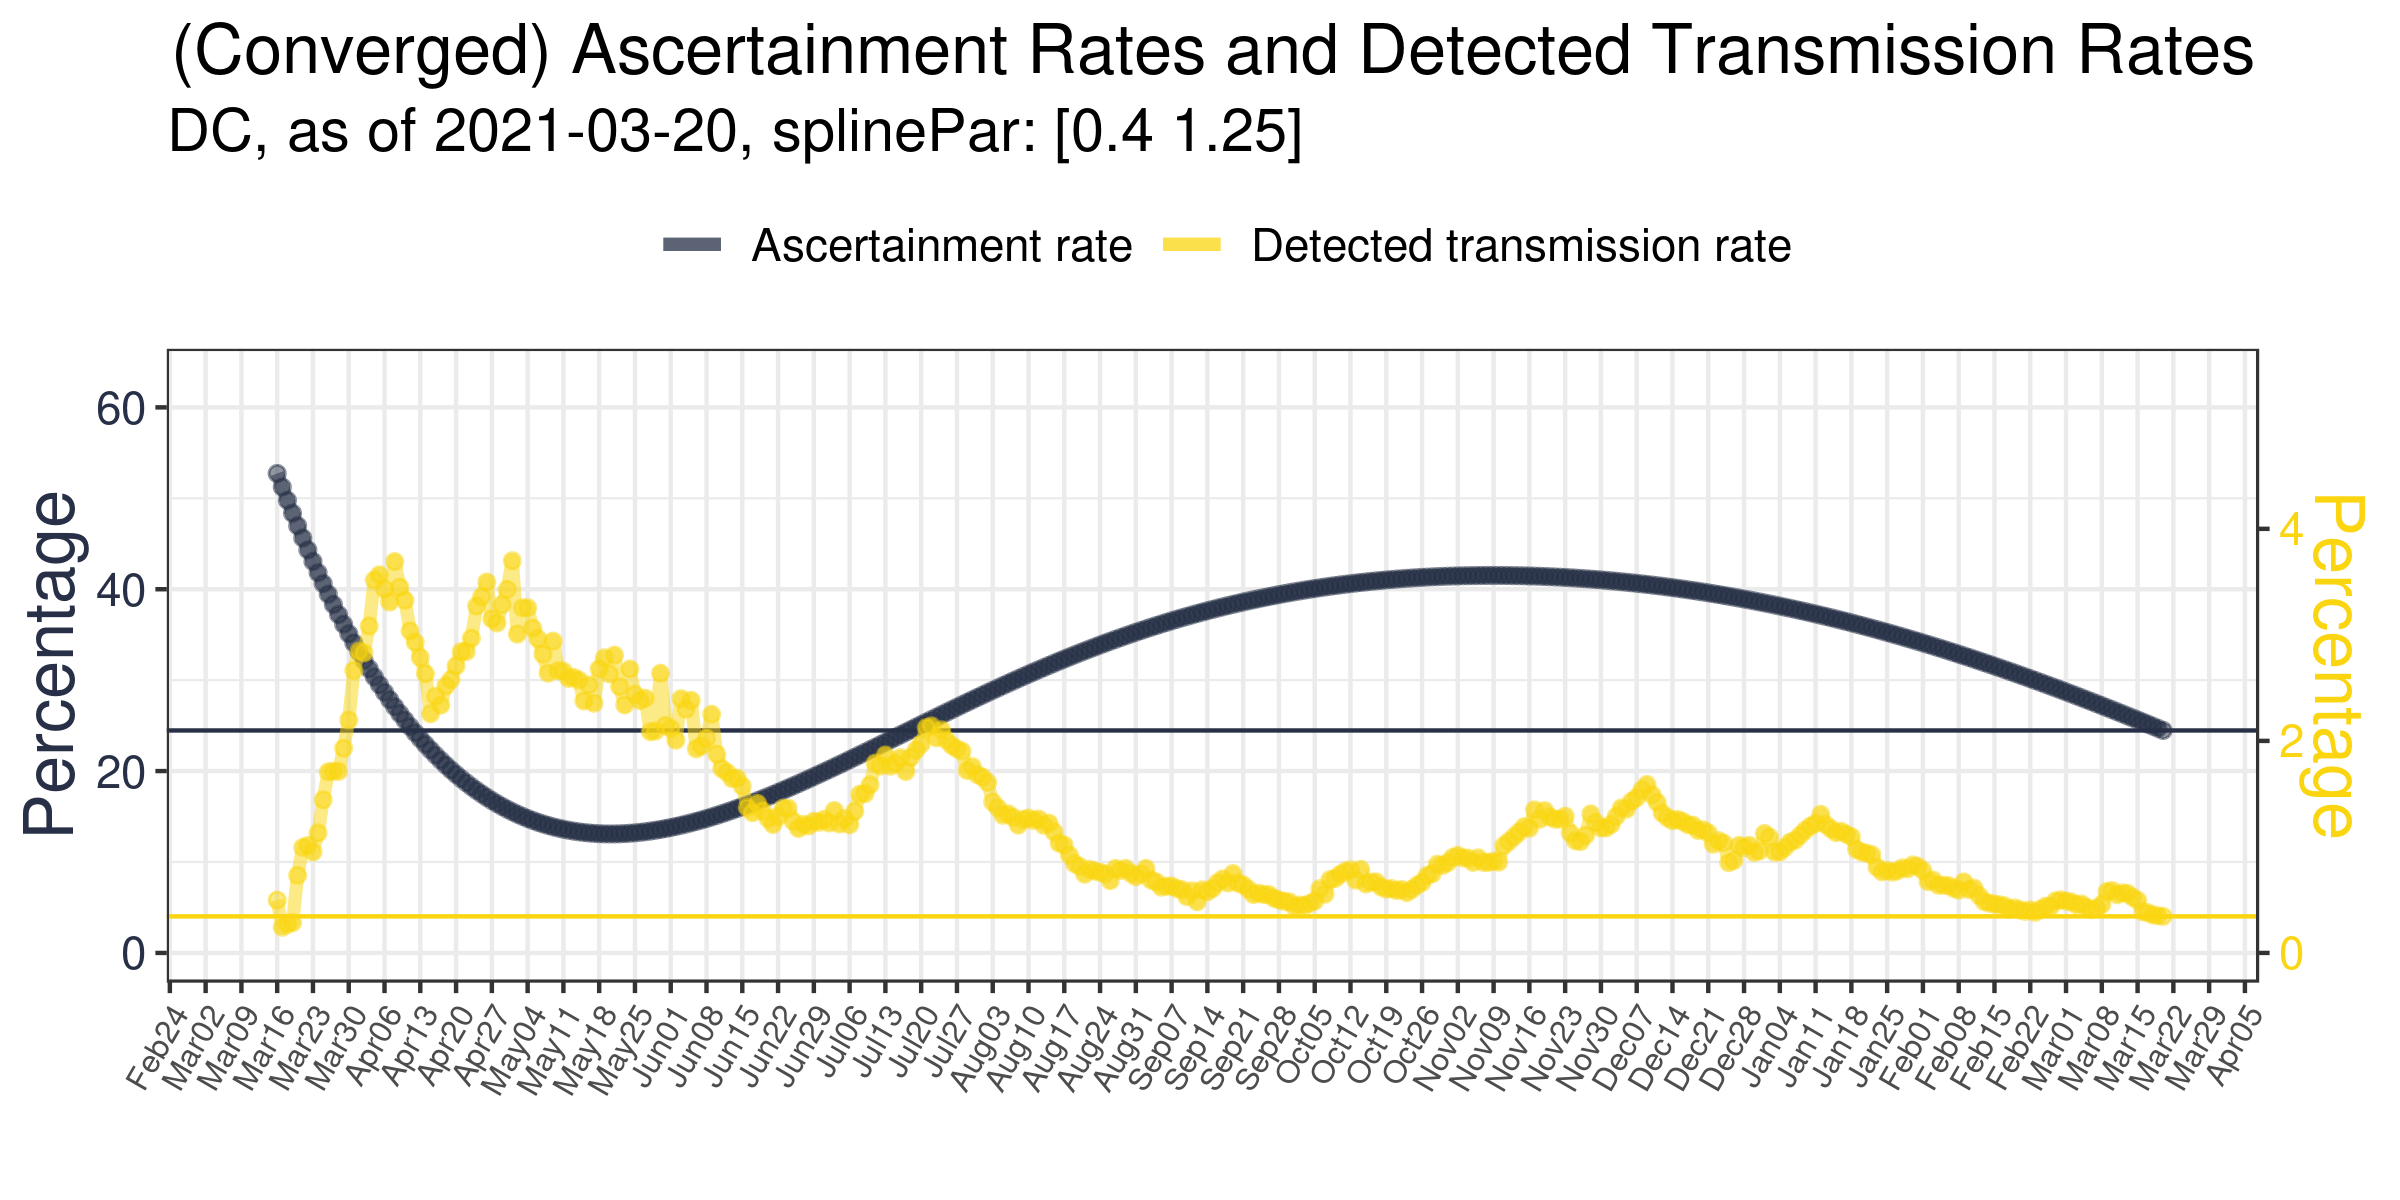 (Converged) Ascertainment Rates and Detected Transmission Rates
DC, as of 2021-03-20, splinePar: [0.4 1.25]
Ascertainment rate
Detected transmission rate
Percentage
60
40
20
0
4
2
0
Percentage
Feb24
Mar02
Mar09
Mar16
Mar23
Mar30
Apr06
Apr13
Apr20
Apr27
May04
May11
May18
May25
Jun01
Jun08
Jun15
Jun22
Jun29
Jul06
Jul13
Jul20
Jul27
Aug03
Aug10
Aug17
Aug24
Aug31
Sep07
Sep14
Sep21
Sep28
Oct05
Oct12
Oct19
Oct26
Nov02
Nov09
Nov16
Nov23
Nov30
Dec07
Dec14
Dec21
Dec28
Jan04
Jan11
Jan18
Jan25
Feb01
Feb08
Feb15
Feb22
Mar01
Mar08
Mar15
Mar22
Mar29
Apr05